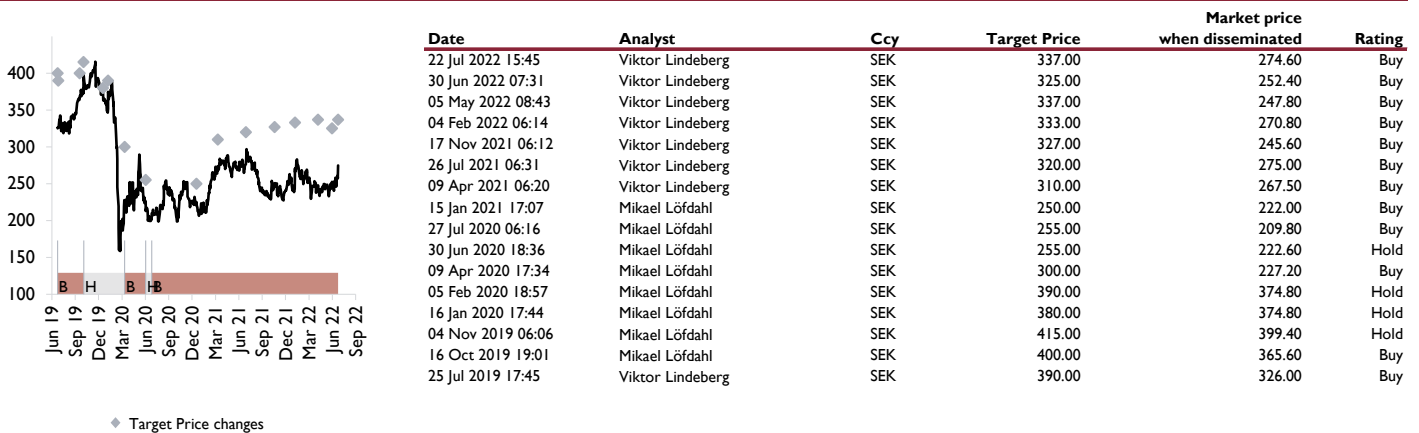 400
350
300
250
200
150
100
B
H
B
H
B
Jun 19
Sep 19
Dec 19
Mar 20
Jun 20
Sep 20
Dec 20
Mar 21
Jun 21
Sep 21
Dec 21
Mar 22
Jun 22
Sep 22
Target Price changes
Market price
Date Analyst Ccy Target Price when disseminated Rating
22 Jul 2022 15:45 Viktor Lindeberg SEK 337.00 274.60 Buy
30 Jun 2022 07:31 Viktor Lindeberg SEK 325.00 252.40 Buy
05 May 2022 08:43 Viktor Lindeberg SEK 337.00 247.80 Buy
04 Feb 2022 06:14 Viktor Lindeberg SEK 333.00 270.80 Buy
17 Nov 2021 06:12 Viktor Lindeberg SEK 327.00 245.60 Buy
26 Jul 2021 06:31 Viktor Lindeberg SEK 320.00 275.00 Buy
09 Apr 2021 06:20 Viktor Lindeberg SEK 310.00 267.50 Buy
15 Jan 2021 17:07 Mikael Löfdahl SEK 250.00 222.00 Buy
27 Jul 2020 06:16 Mikael Löfdahl SEK 255.00 209.80 Buy
30 Jun 2020 18:36 Mikael Löfdahl SEK 255.00 222.60 Hold
09 Apr 2020 17:34 Mikael Löfdahl SEK 300.00 227.20 Buy
05 Feb 2020 18:57 Mikael Löfdahl SEK 390.00 374.80 Hold
16 Jan 2020 17:44 Mikael Löfdahl SEK 380.00 374.80 Hold
04 Nov 2019 06:06 Mikael Löfdahl SEK 415.00 399.40 Hold
16 Oct 2019 19:01 Mikael Löfdahl SEK 400.00 365.60 Buy
25 Jul 2019 17:45 Viktor Lindeberg SEK 390.00 326.00 Buy